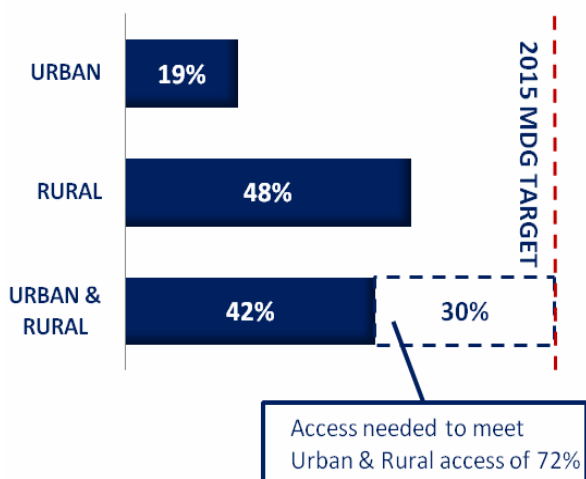 URBAN
19%
2015 MDG TARGET
RURAL
48%
URBAN &
RURAL
42%
30%
Access needed to meet
Urban & Rural access of 72%